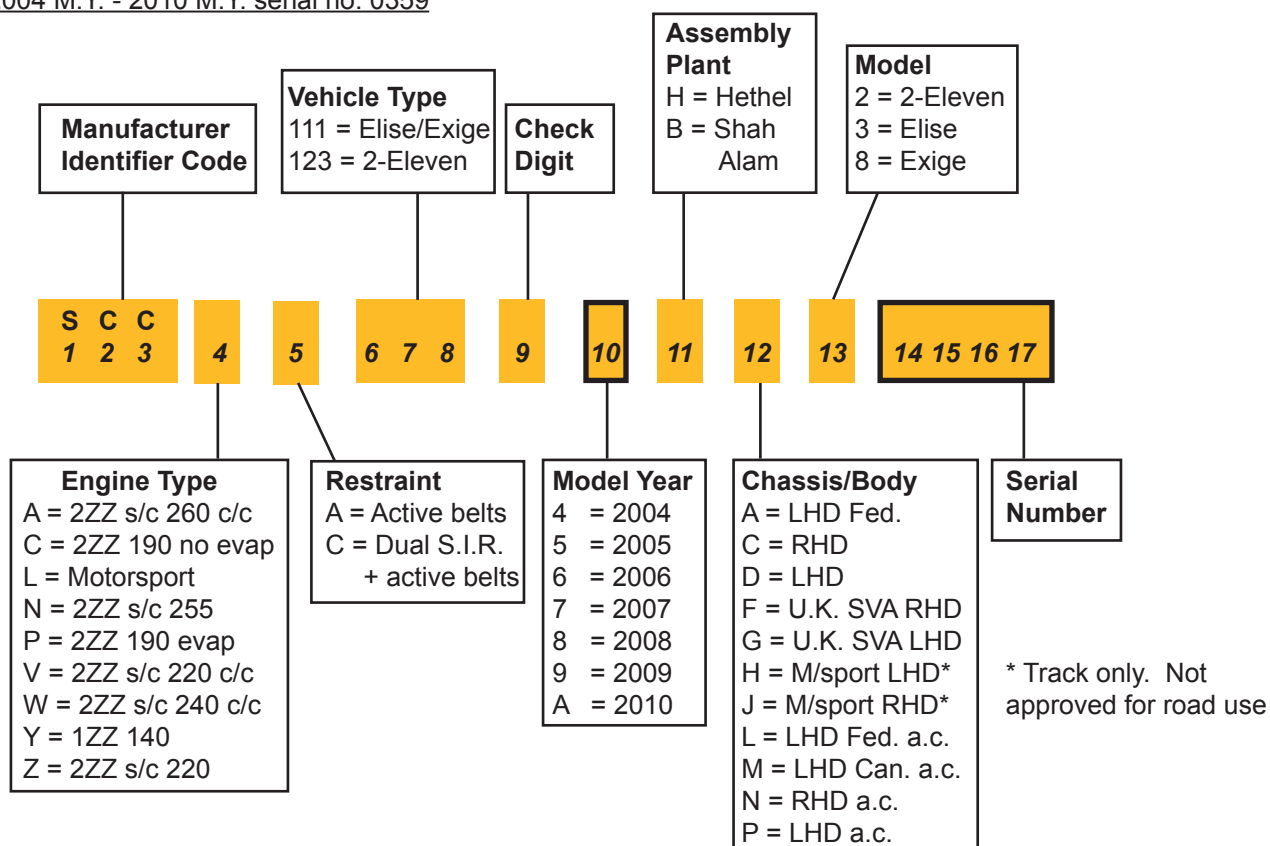 2004 M.Y. - 2010 M.Y. serial no. 0359
Assembly
Plant
H = Hethel
B = Shah
Alam
Model
2 = 2-Eleven
3 = Elise
8 = Exige
Vehicle Type
111 = Elise/Exige
123 = 2-Eleven
Check
Digit
Manufacturer
Identifier Code
S C C
1 2 3 4 5 6 7 8 9 10 11 12 13 14 15 16 17
Engine Type
A = 2ZZ s/c 260 c/c
C = 2ZZ 190 no evap
L = Motorsport
N = 2ZZ s/c 255
P = 2ZZ 190 evap
V = 2ZZ s/c 220 c/c
W = 2ZZ s/c 240 c/c
Y = 1ZZ 140
Z = 2ZZ s/c 220
Restraint
A = Active belts
C = Dual S.I.R.
+ active belts
Model Year
4 = 2004
5 = 2005
6 = 2006
7 = 2007
8 = 2008
9 = 2009
A = 2010
Chassis/Body
A = LHD Fed.
C = RHD
D = LHD
F = U.K. SVA RHD
G = U.K. SVA LHD
H = M/sport LHD*
J = M/sport RHD*
L = LHD Fed. a.c.
M = LHD Can. a.c.
N = RHD a.c.
P = LHD a.c.
Serial
Number
* Track only. Not
approved for road use